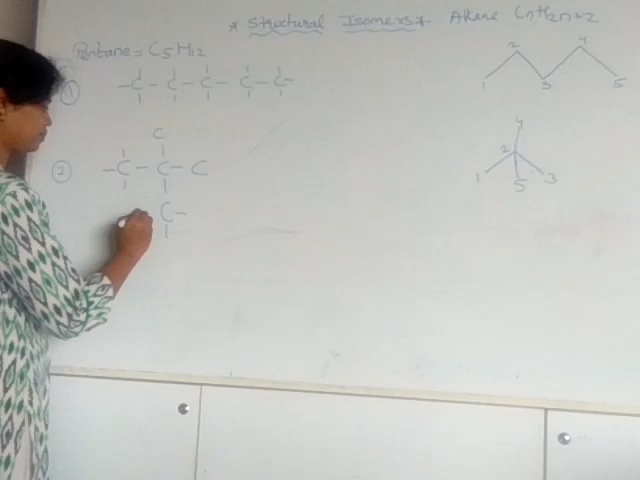 * Structural Isomers * Alkane CnH2n+2
Pentane = C5H12
① -C-C-C-C-C-
1 2 3 4 5
C
② -C-C-C
C-
1 2 3 4 5